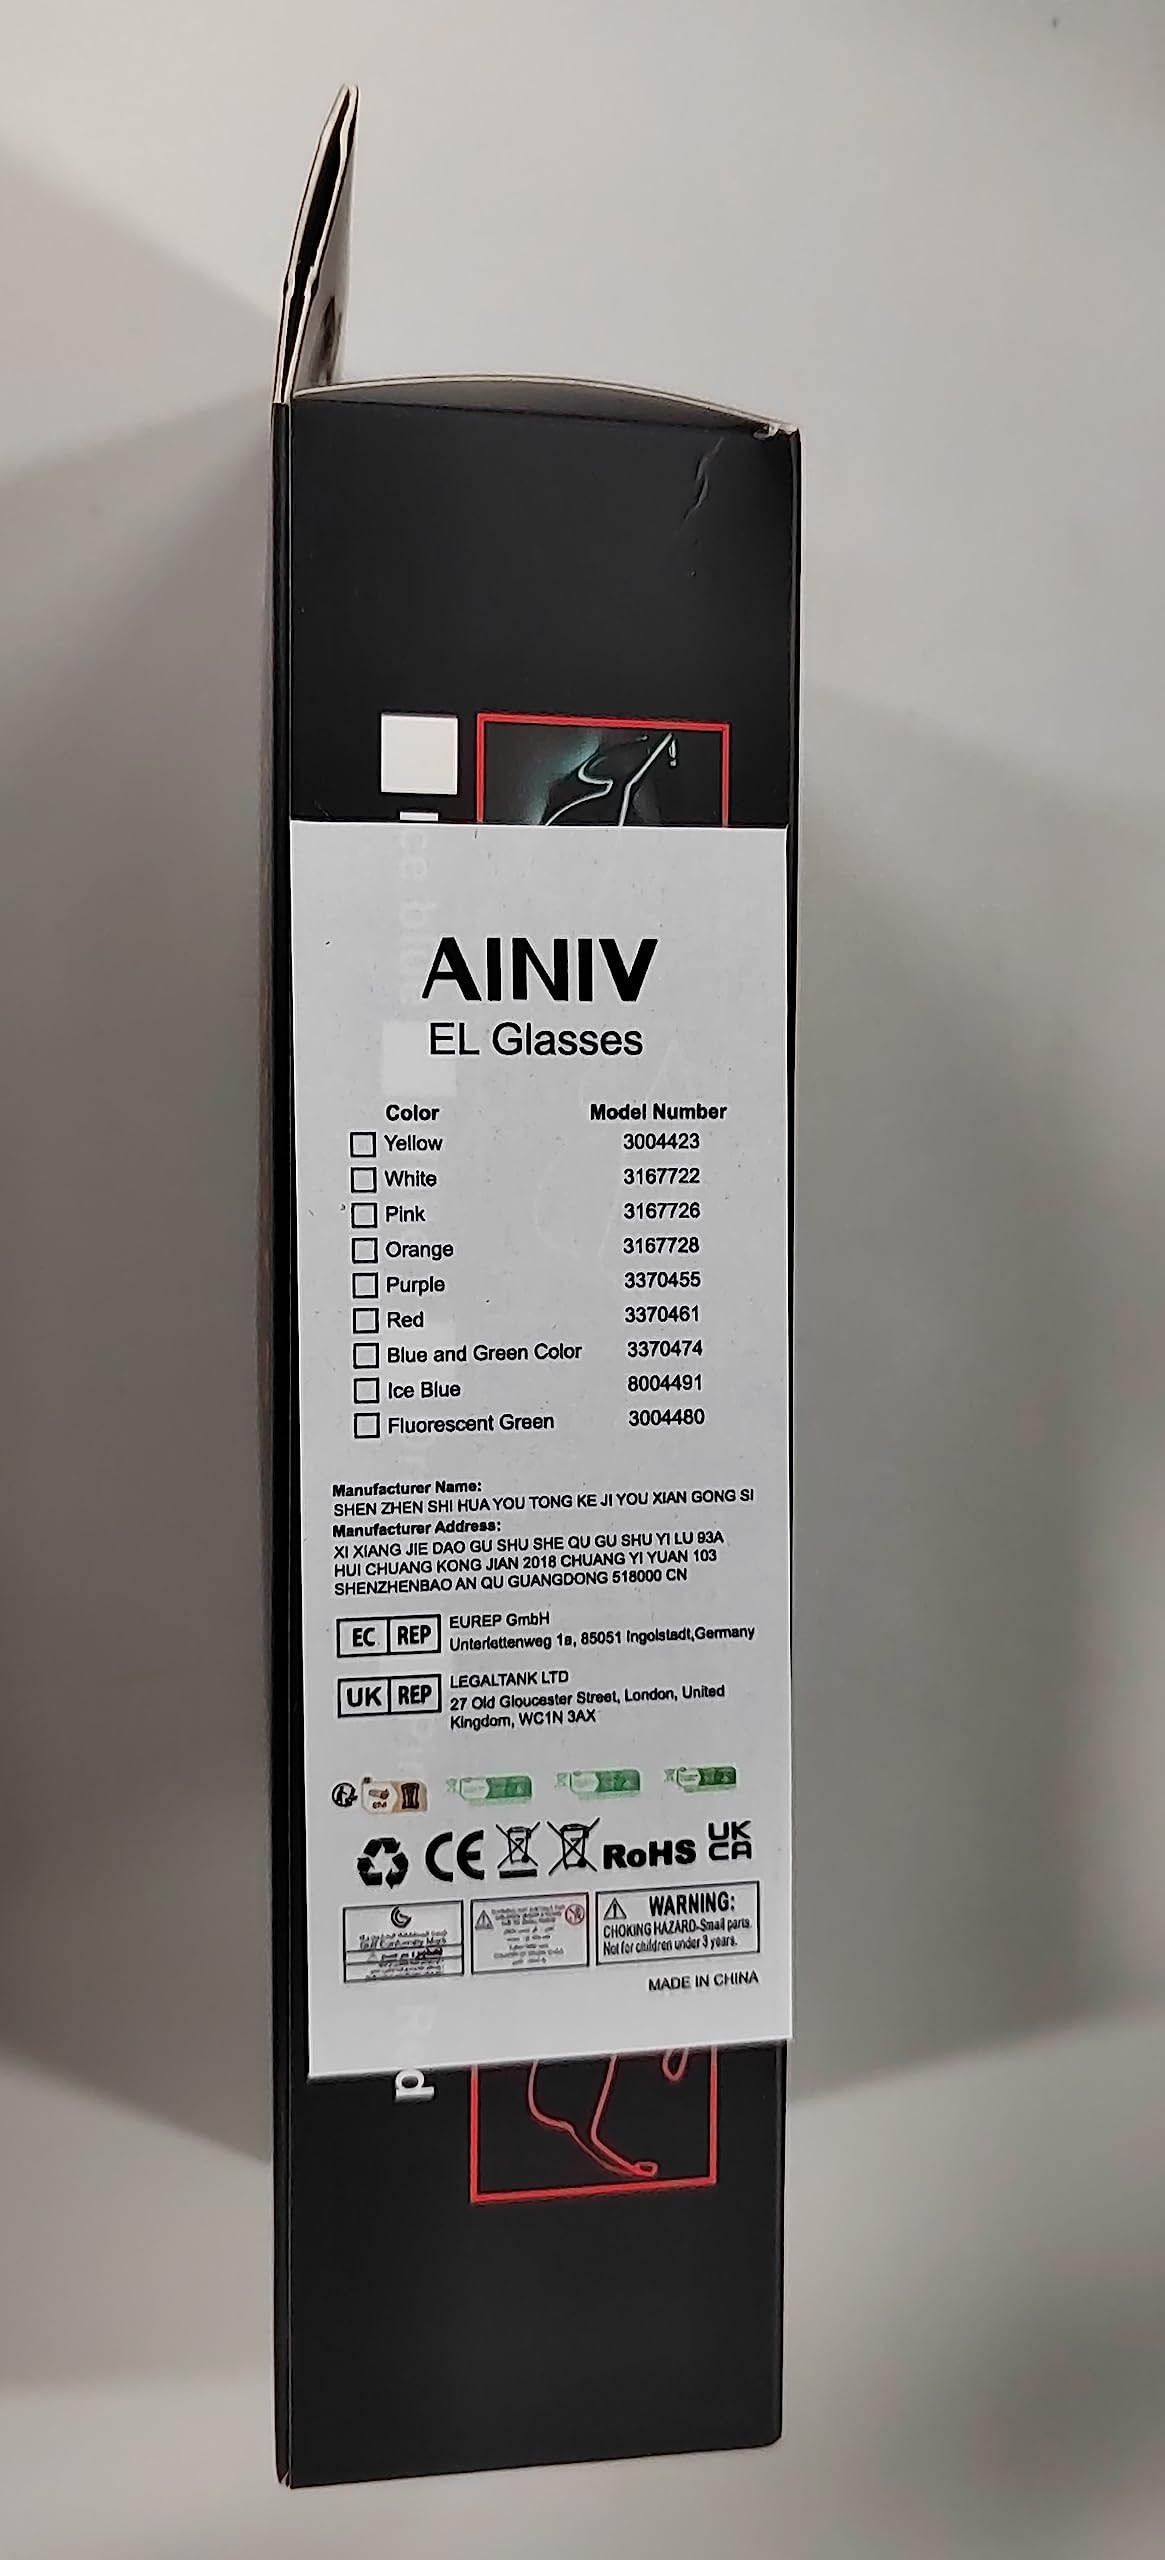 AINIV
EL Glasses
Color Model Number
Yellow 3004423
White 3167722
Pink 3167726
Orange 3167728
Purple 3370455
Red 3370461
Blue and Green Color 3370474
Ice Blue 8004491
Fluorescent Green 3004480
Manufacturer Name:
SHEN ZHEN SHI HUA YOU TONG KE JI YOU XIAN GONG SI
Manufacturer Address:
XI XIANG JIE DAO GU SHU SHE QU GU SHU YI LU 93A
HUI CHUANG KONG JIAN 2018 CHUANG YI YUAN 103
SHENZHENBAO AN QU GUANGDONG 518000 CN
EC REP
EUREP GmbH
Unterlettenweg 1a, 85051 Ingolstadt,Germany
UK REP
LEGALTANK LTD
27 Old Gloucester Street, London, United
Kingdom, WC1N 3AX
CE RoHS UK CA
WARNING:
CHOKING HAZARD-Small parts.
Not for children under 3 years.
MADE IN CHINA
Red